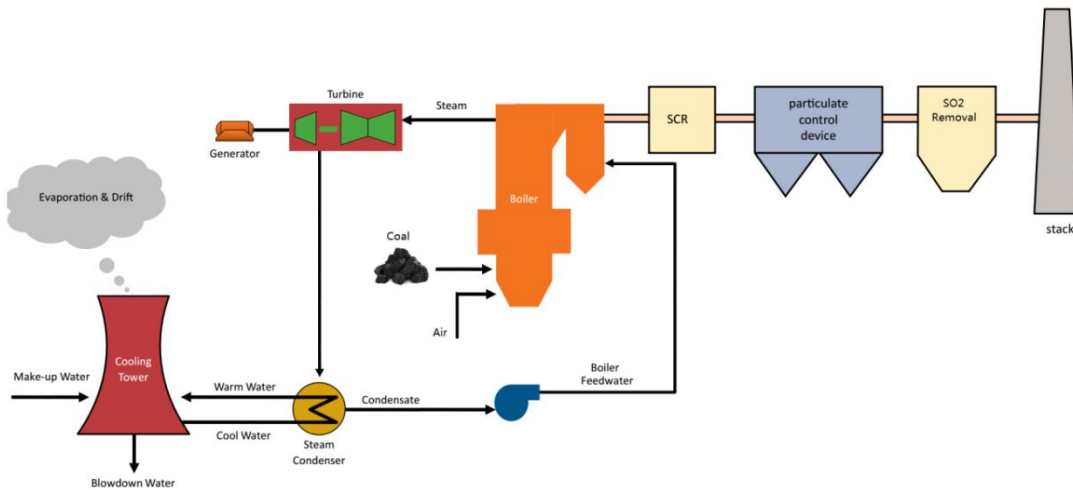 Turbine
Steam
Generator
SCR
particulate
control
device
SO2
Removal
stack
Evaporation & Drift
Boiler
Coal
Air
Cooling
Tower
Make-up Water
Warm Water
Cool Water
Blowdown Water
Steam
Condenser
Condensate
Boiler
Feedwater